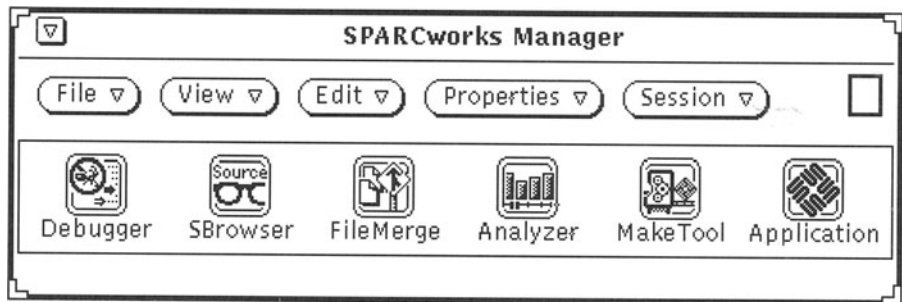 SPARCworks Manager
File View Edit Properties Session
Source
Debugger SBrowser FileMerge Analyzer MakeTool Application